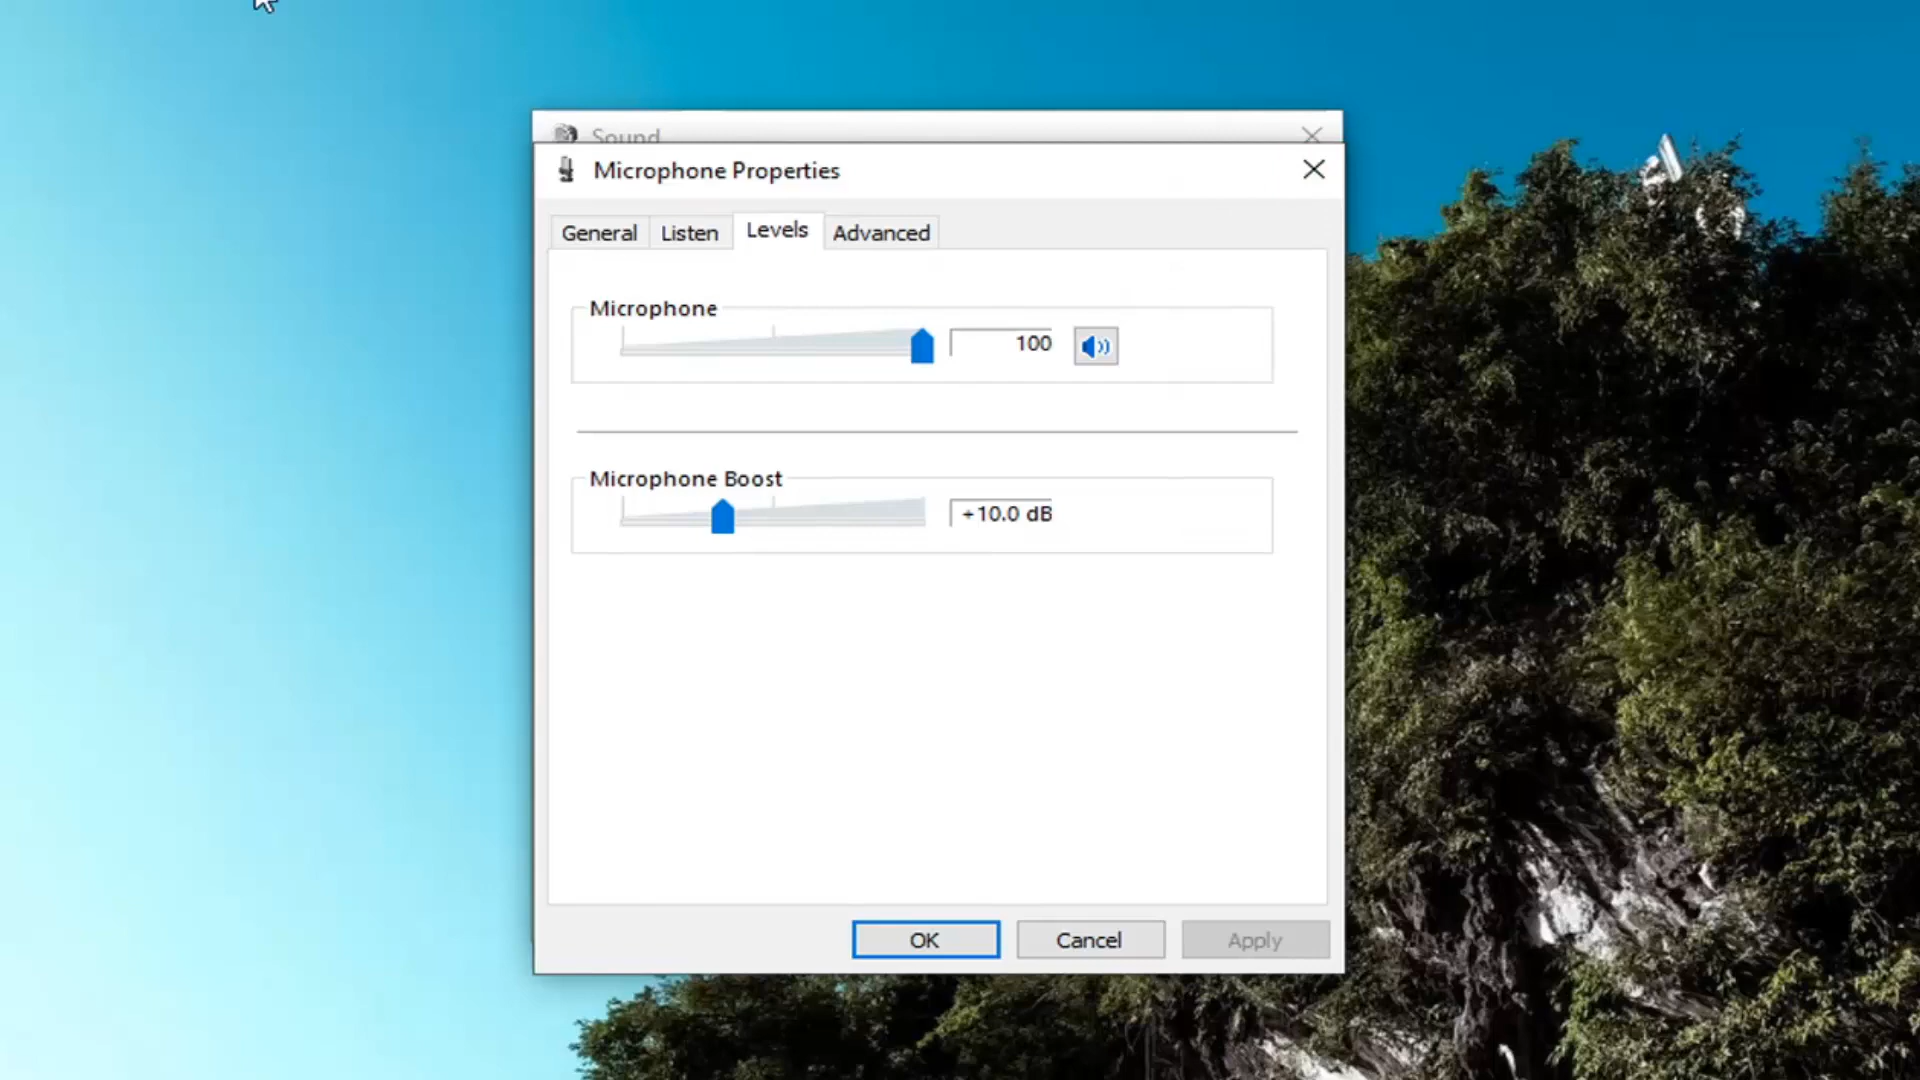 Sound
Microphone Properties
General Listen Levels Advanced
Microphone
100
Microphone Boost
+10.0 dB
OK Cancel Apply